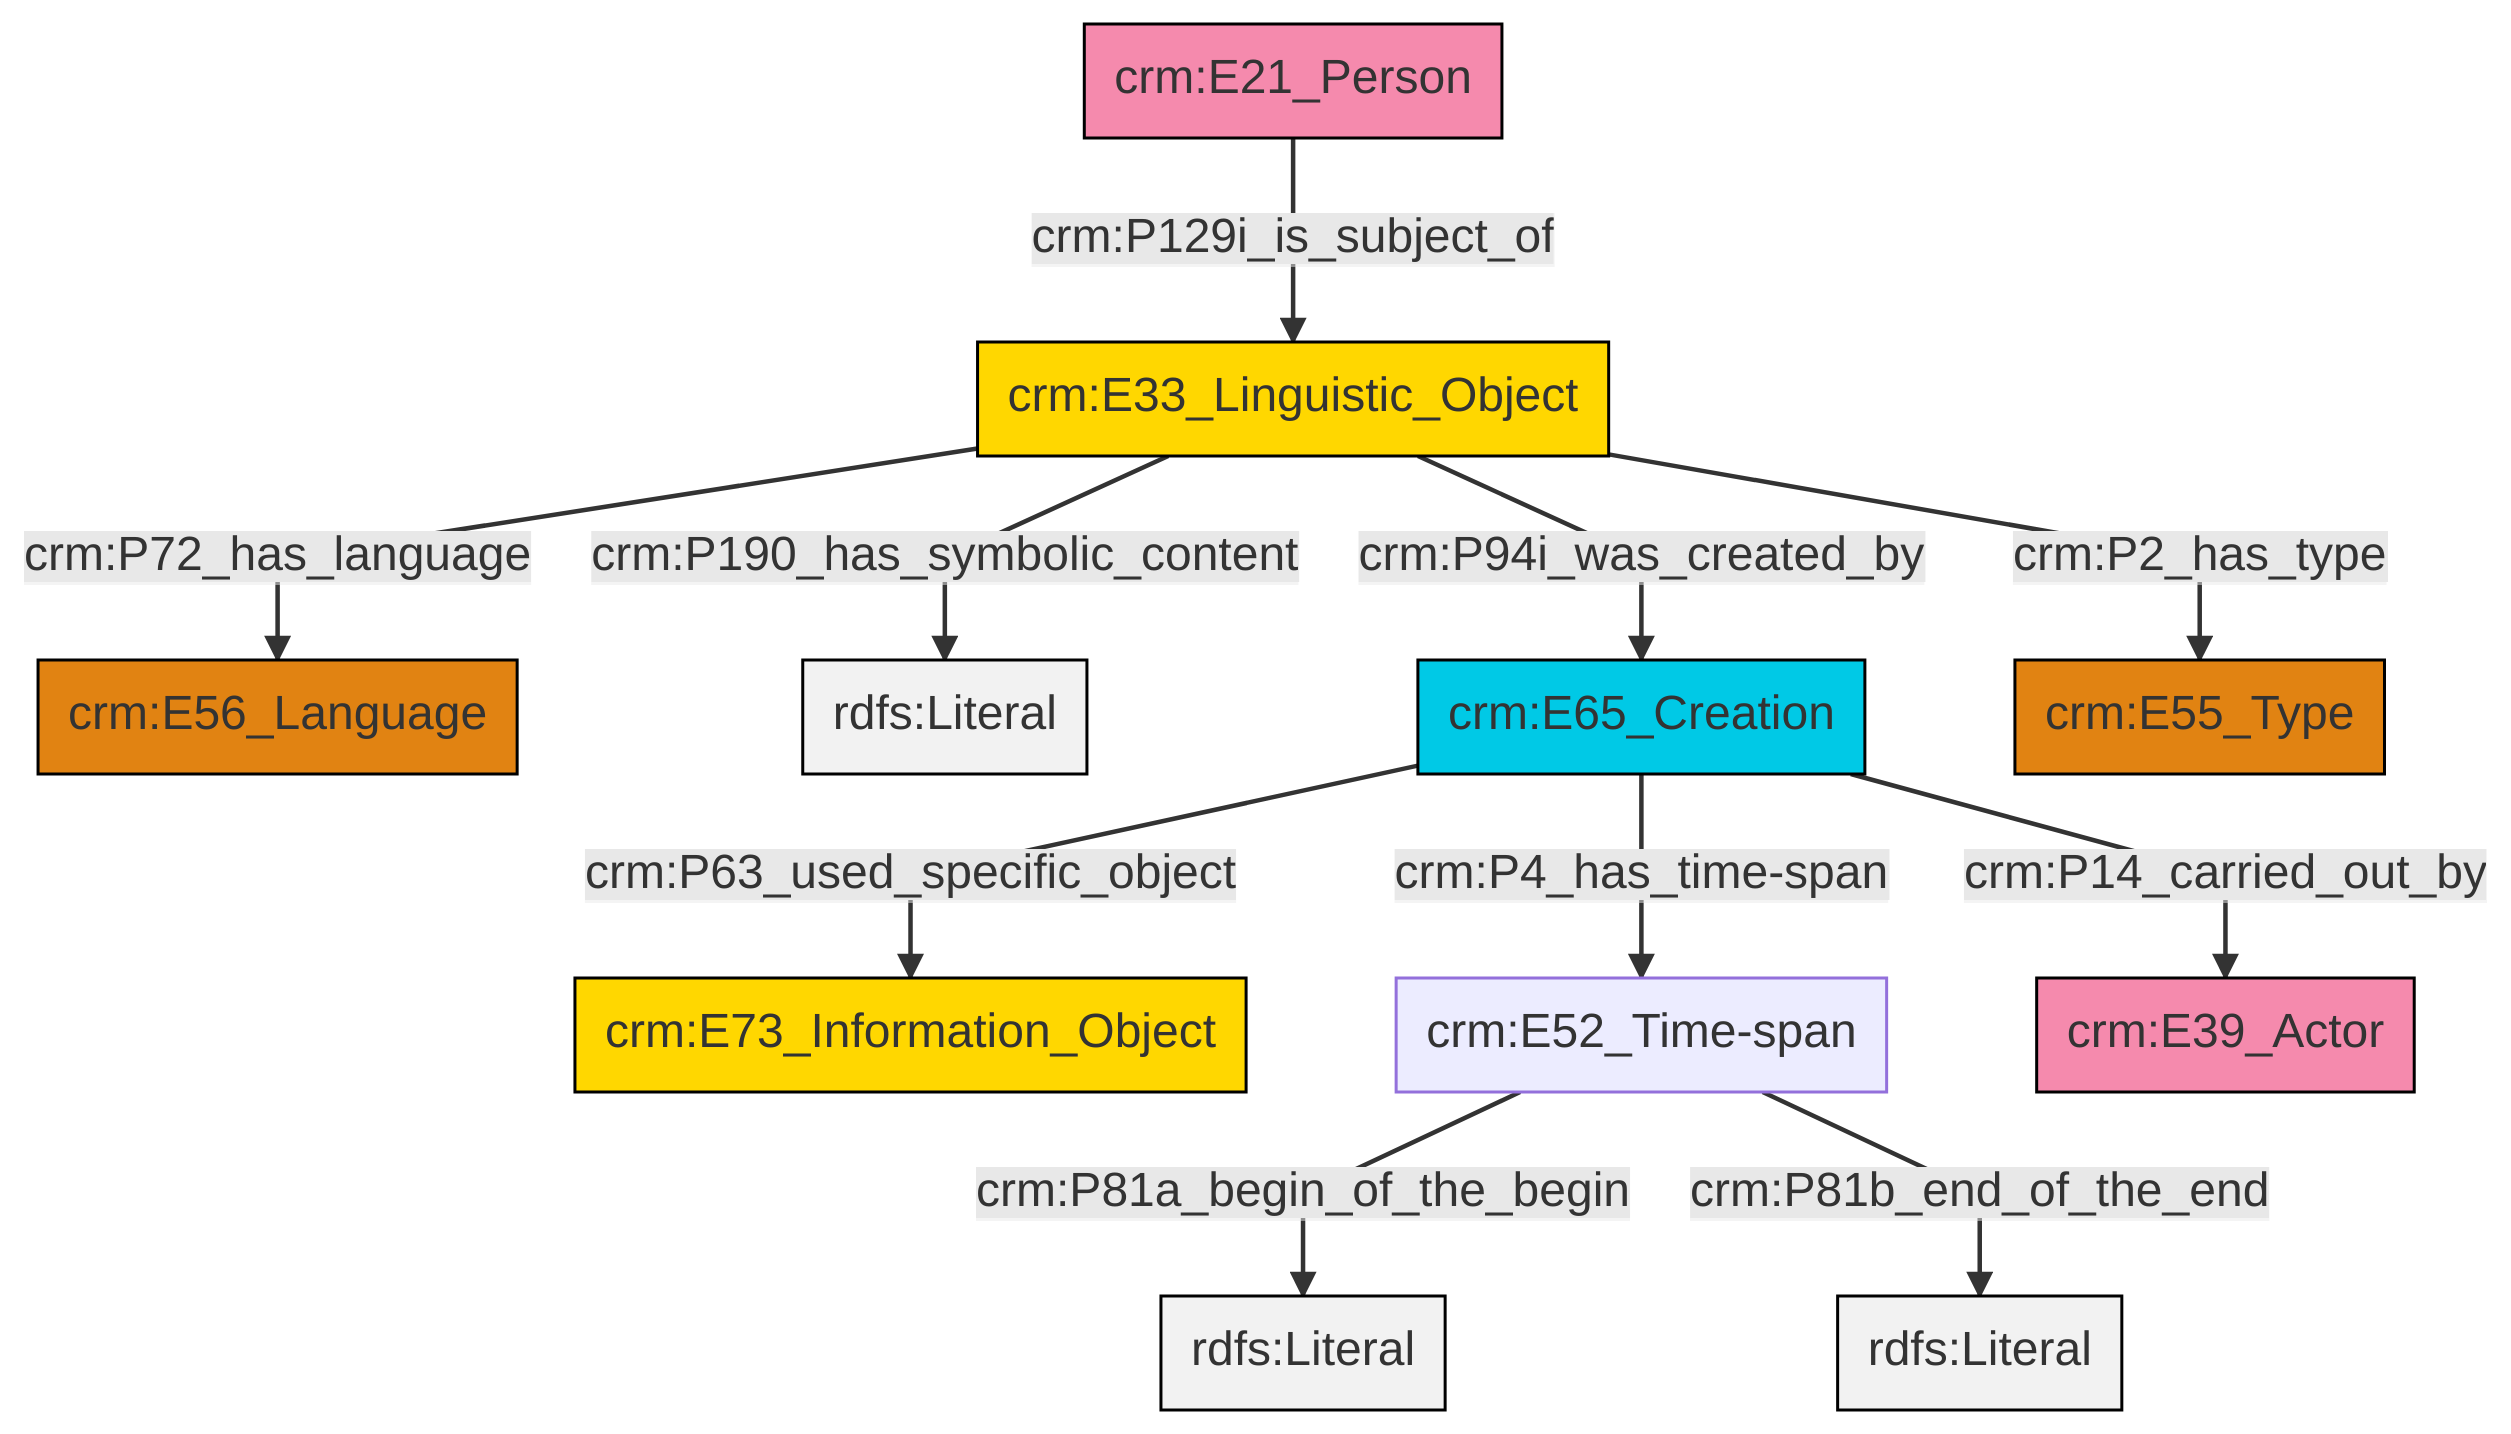 crm:E21_Person
crm:P129i_is_subject_of
crm:E33_Linguistic_Object
crm:P72_has_language
crm:P190_has_symbolic_content
crm:P94i_was_created_by
crm:P2_has_type
crm:E56_Language
rdfs:Literal
crm:E65_Creation
crm:E55_Type
crm:P63_used_specific_object
crm:P4_has_time-span
crm:P14_carried_out_by
crm:E73_Information_Object
crm:E52_Time-span
crm:E39_Actor
crm:P81a_begin_of_the_begin
crm:P81b_end_of_the_end
rdfs:Literal
rdfs:Literal